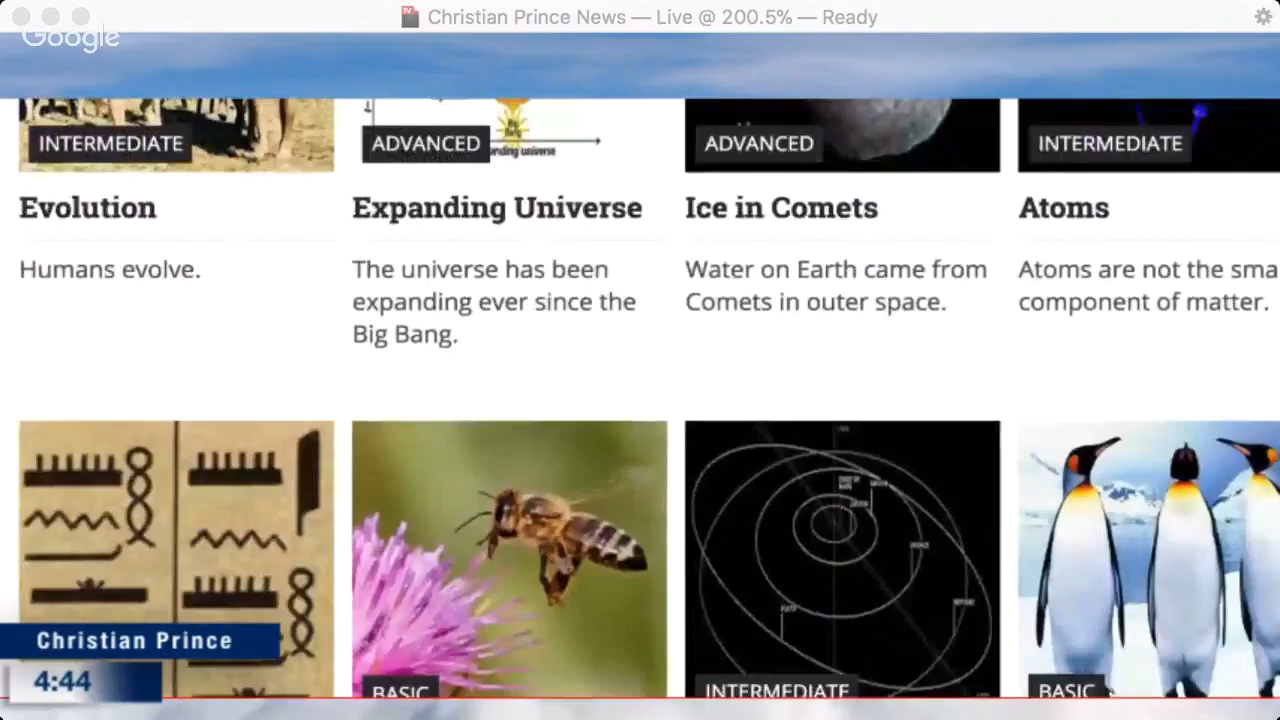 Christian Prince News — Live @ 200.5% — Ready
Google
INTERMEDIATE
ADVANCED
ADVANCED
INTERMEDIATE
Evolution
Expanding Universe
Ice in Comets
Atoms
Humans evolve.
The universe has been
expanding ever since the
Big Bang.
Water on Earth came from
Comets in outer space.
Atoms are not the sma
component of matter.
Christian Prince
4:44
BASIC
INTERMEDIATE
BASIC